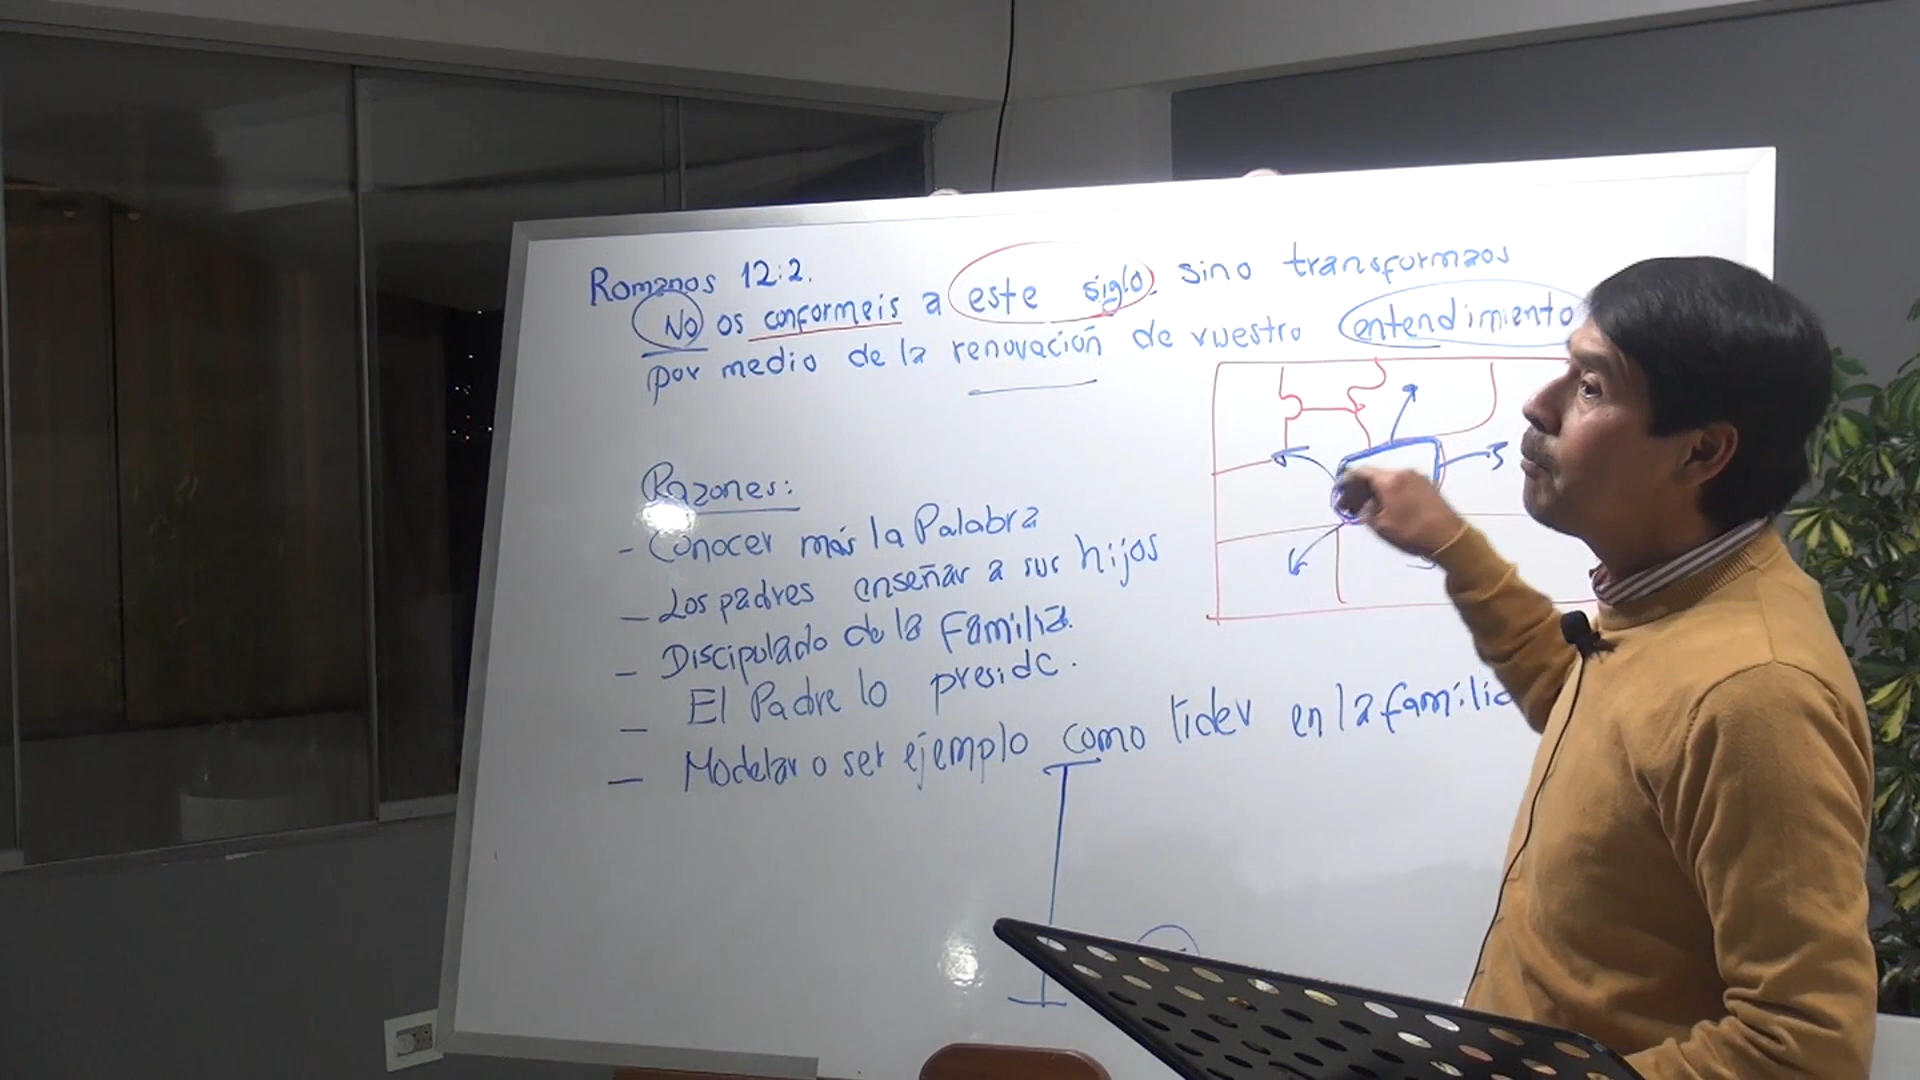 Romanos 12:2.
No os conformeis a este siglo, sino transformaos
por medio de la renovación de vuestro entendimiento
Razones:
- Conocer más la Palabra
- Los padres enseñar a sus hijos
- Discipulado de la Familia.
- El Padre lo preside.
- Modelar o ser ejemplo como líder en la familia